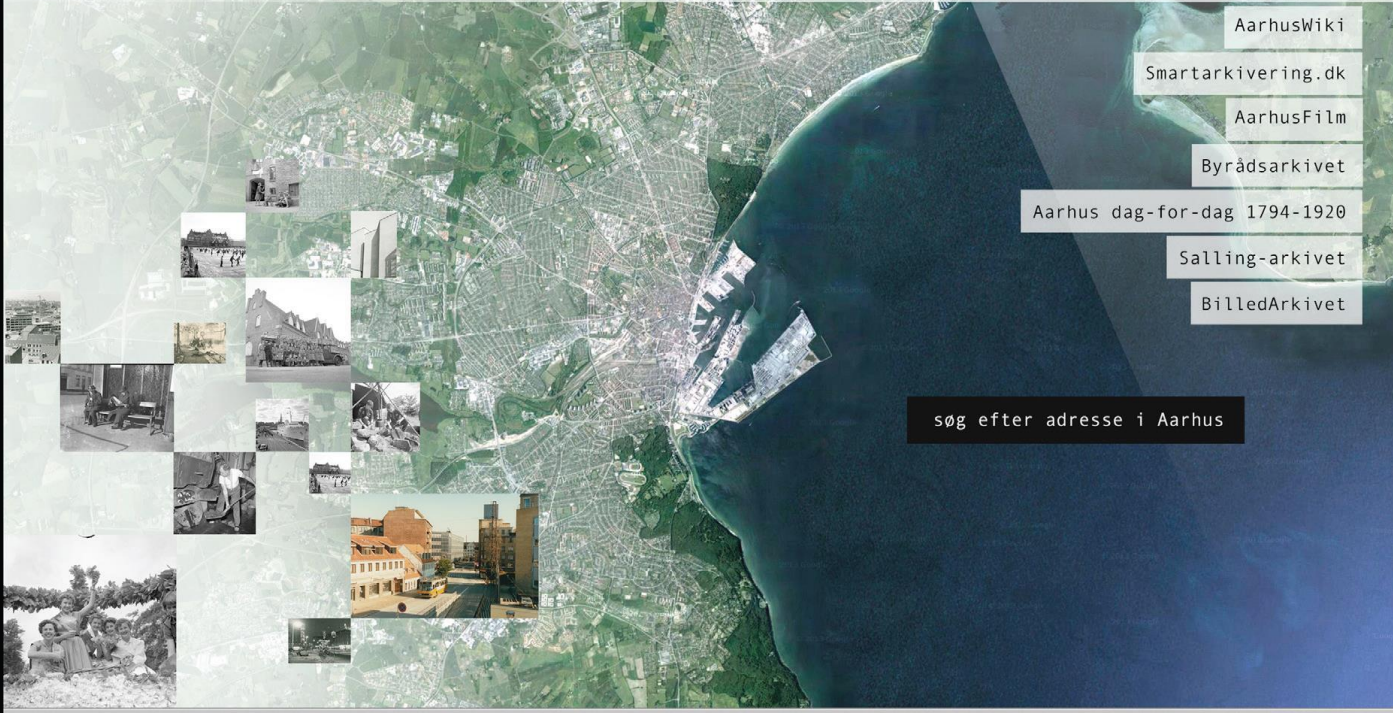 AarhusWiki
Smartarkivering.dk
AarhusFilm
Byrådsarkivet
Aarhus dag-for-dag 1794-1920
Salling-arkivet
BilledArkivet
søg efter adresse i Aarhus